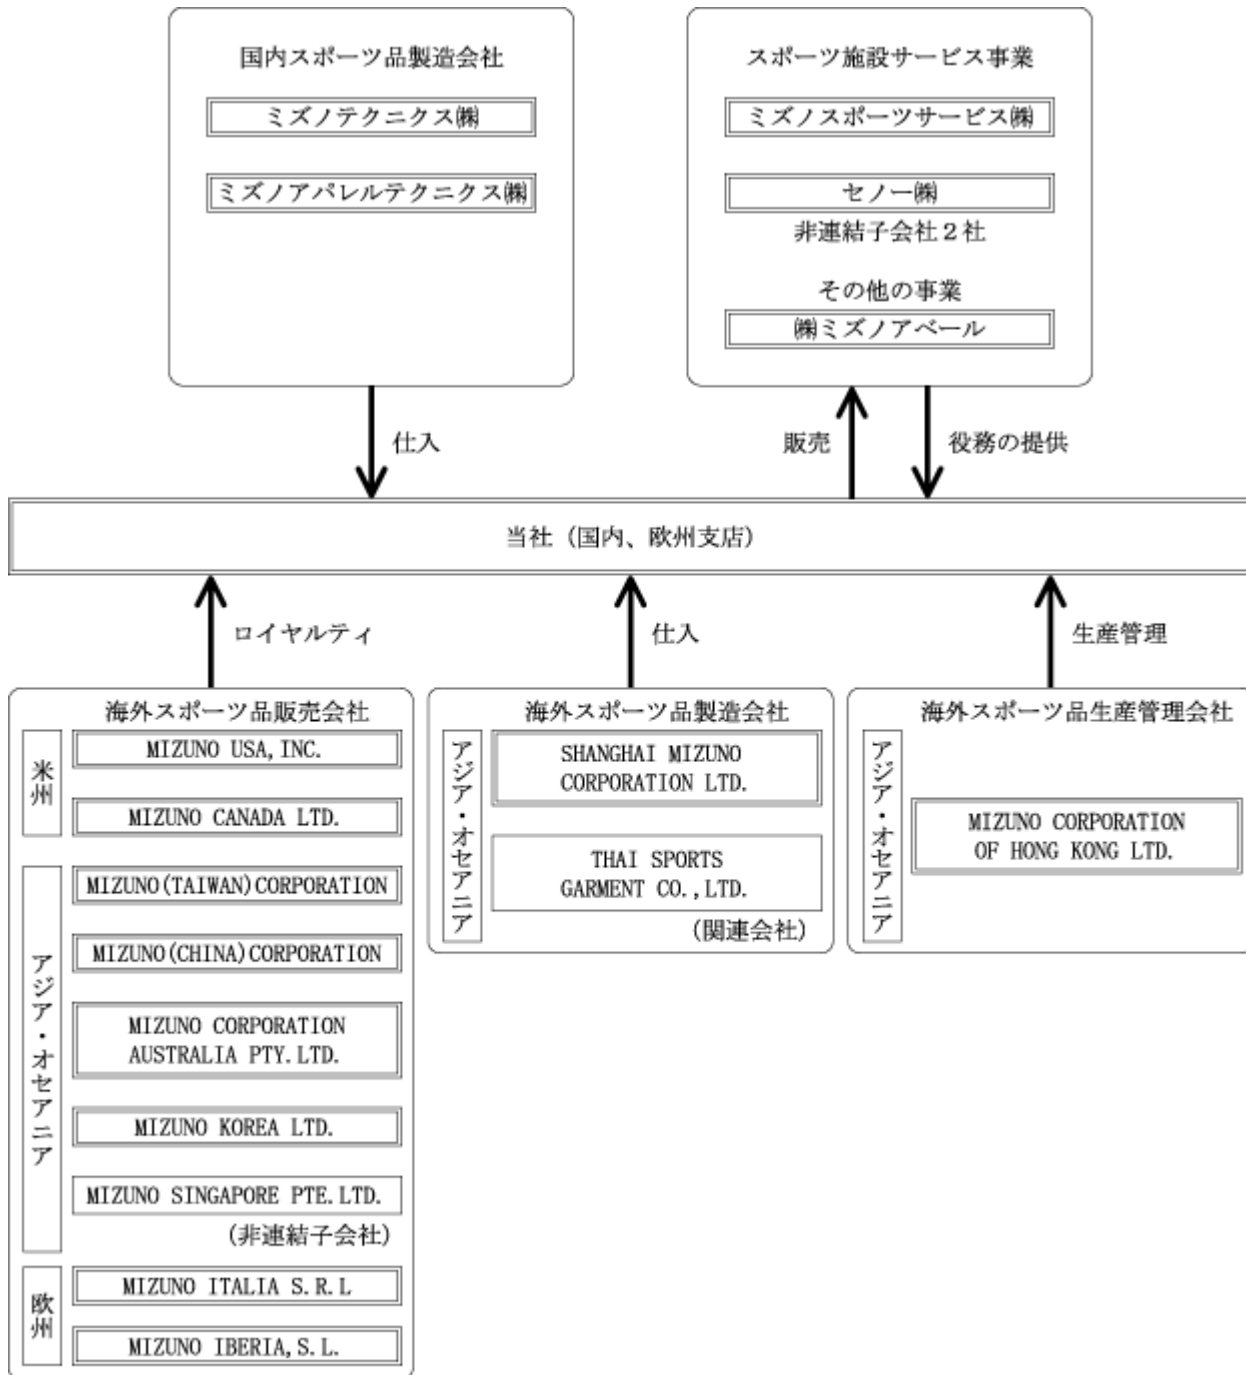 国内スポーツ品製造会社
ミズノテクニクス㈱
ミズノアパレルテクニクス㈱
スポーツ施設サービス事業
ミズノスポーツサービス㈱
セノー㈱
非連結子会社２社
その他の事業
㈱ミズノアベール
仕入
販売
役務の提供
当社（国内、欧州支店）
ロイヤルティ
仕入
生産管理
海外スポーツ品販売会社
米州
MIZUNO USA,INC.
MIZUNO CANADA LTD.
アジア・オセアニア
MIZUNO(TAIWAN)CORPORATION
MIZUNO(CHINA)CORPORATION
MIZUNO CORPORATION
AUSTRALIA PTY.LTD.
MIZUNO KOREA LTD.
MIZUNO SINGAPORE PTE.LTD.
(非連結子会社)
欧州
MIZUNO ITALIA S.R.L
MIZUNO IBERIA,S.L.
海外スポーツ品製造会社
アジア・オセアニア
SHANGHAI MIZUNO
CORPORATION LTD.
THAI SPORTS
GARMENT CO.,LTD.
(関連会社)
海外スポーツ品生産管理会社
アジア・オセアニア
MIZUNO CORPORATION
OF HONG KONG LTD.